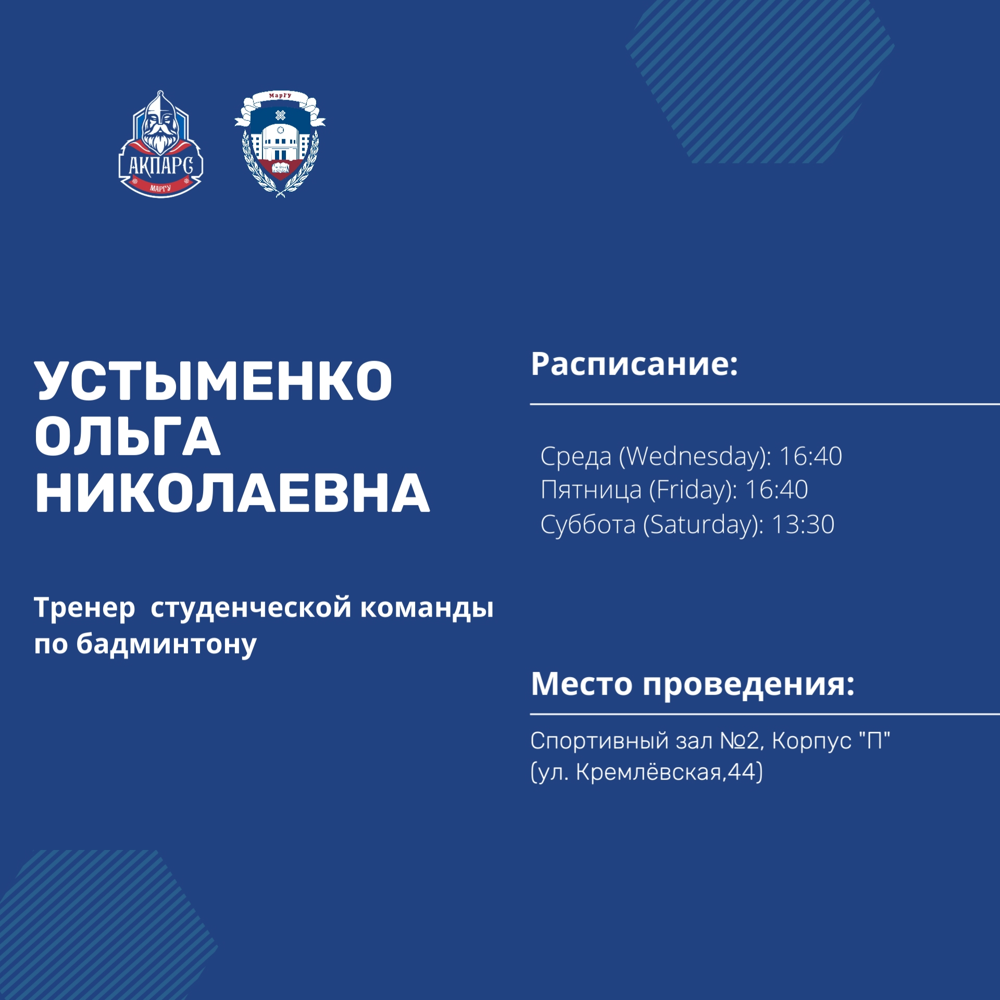 АКПАРС
МАРГУ
МарГУ
УСТЫМЕНКО
ОЛЬГА
НИКОЛАЕВНА
Тренер  студенческой команды
по бадминтону
Расписание:
Среда (Wednesday): 16:40
Пятница (Friday): 16:40
Суббота (Saturday): 13:30
Место проведения:
Спортивный зал №2, Корпус "П"
(ул. Кремлёвская,44)